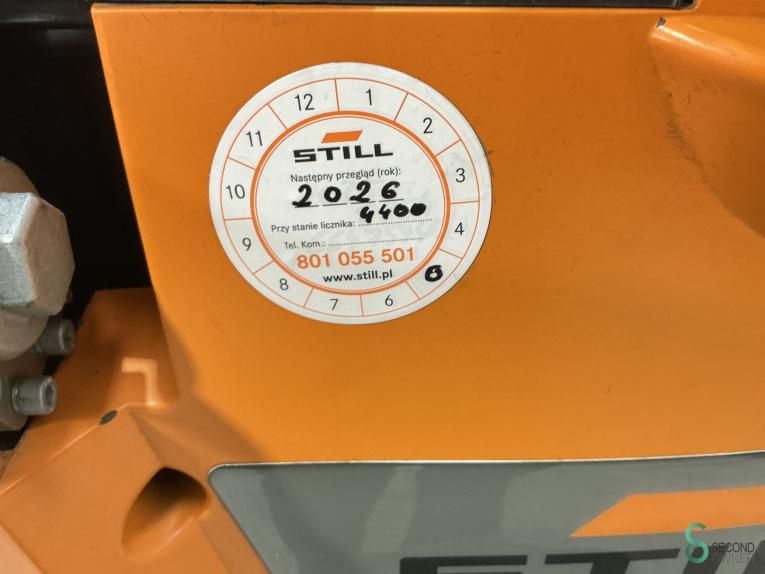 12 1 2 3 4 6 7 8 9 10 11
STILL
Następny przegląd (rok):
2026
4400
Przy stanie licznika: ....................
Tel. Kom.: ..........................
801 055 501
www.still.pl
SECOND
OWNER